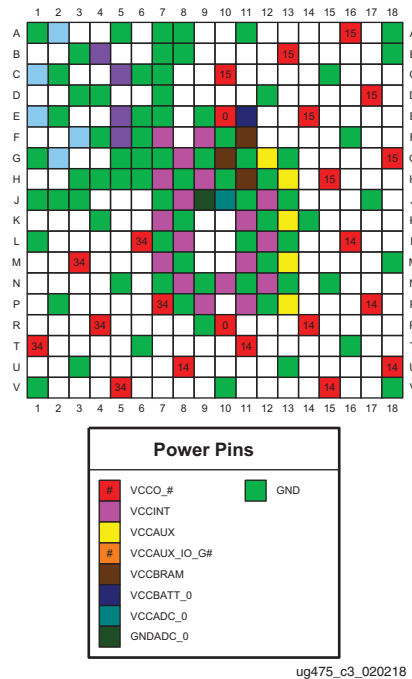 1 2 3 4 5 6 7 8 9 10 11 12 13 14 15 16 17 18
A 15
B 15
C 15
D 15
E 0 14
F
G 15
H 15
J
K
L 34 14
M 34
N
P 34 14
R 34 0 14
T 34 14
U 14 14
V 34 14
1 2 3 4 5 6 7 8 9 10 11 12 13 14 15 16 17 18
Power Pins
# VCCO_# GND
VCCINT
VCCAUX
# VCCAUX_IO_G#
VCCBRAM
VCCBATT_0
VCCADC_0
GNDADC_0
ug475_c3_020218